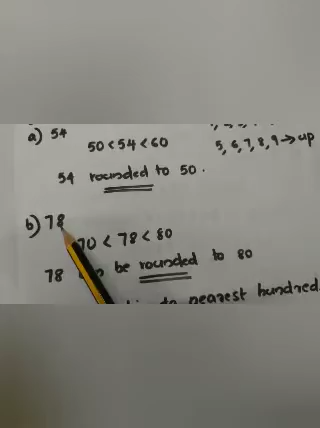 a) 54
50 < 54 < 60
5, 6, 7, 8, 9 → up
54 rounded to 50.
b) 78
70 < 78 < 80
78 be rounded to 80
nearest hundred.